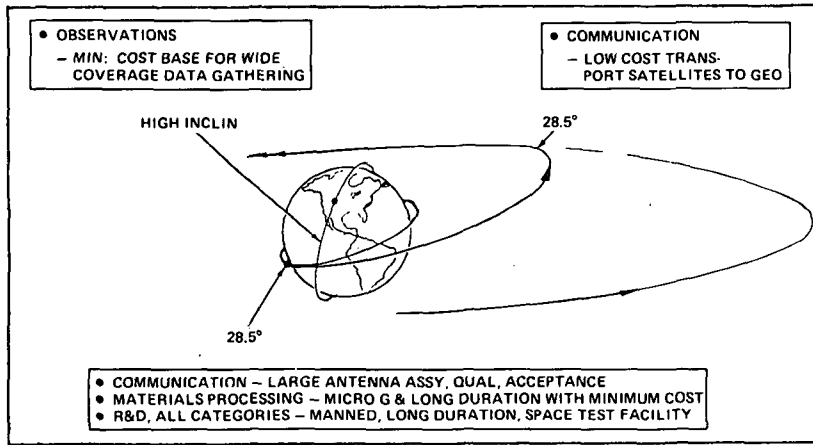 ● OBSERVATIONS
– MIN: COST BASE FOR WIDE
COVERAGE DATA GATHERING
● COMMUNICATION
– LOW COST TRANS-
PORT SATELLITES TO GEO
HIGH INCLIN
28.5°
28.5°
● COMMUNICATION – LARGE ANTENNA ASSY, QUAL, ACCEPTANCE
● MATERIALS PROCESSING – MICRO G & LONG DURATION WITH MINIMUM COST
● R&D, ALL CATEGORIES – MANNED, LONG DURATION, SPACE TEST FACILITY